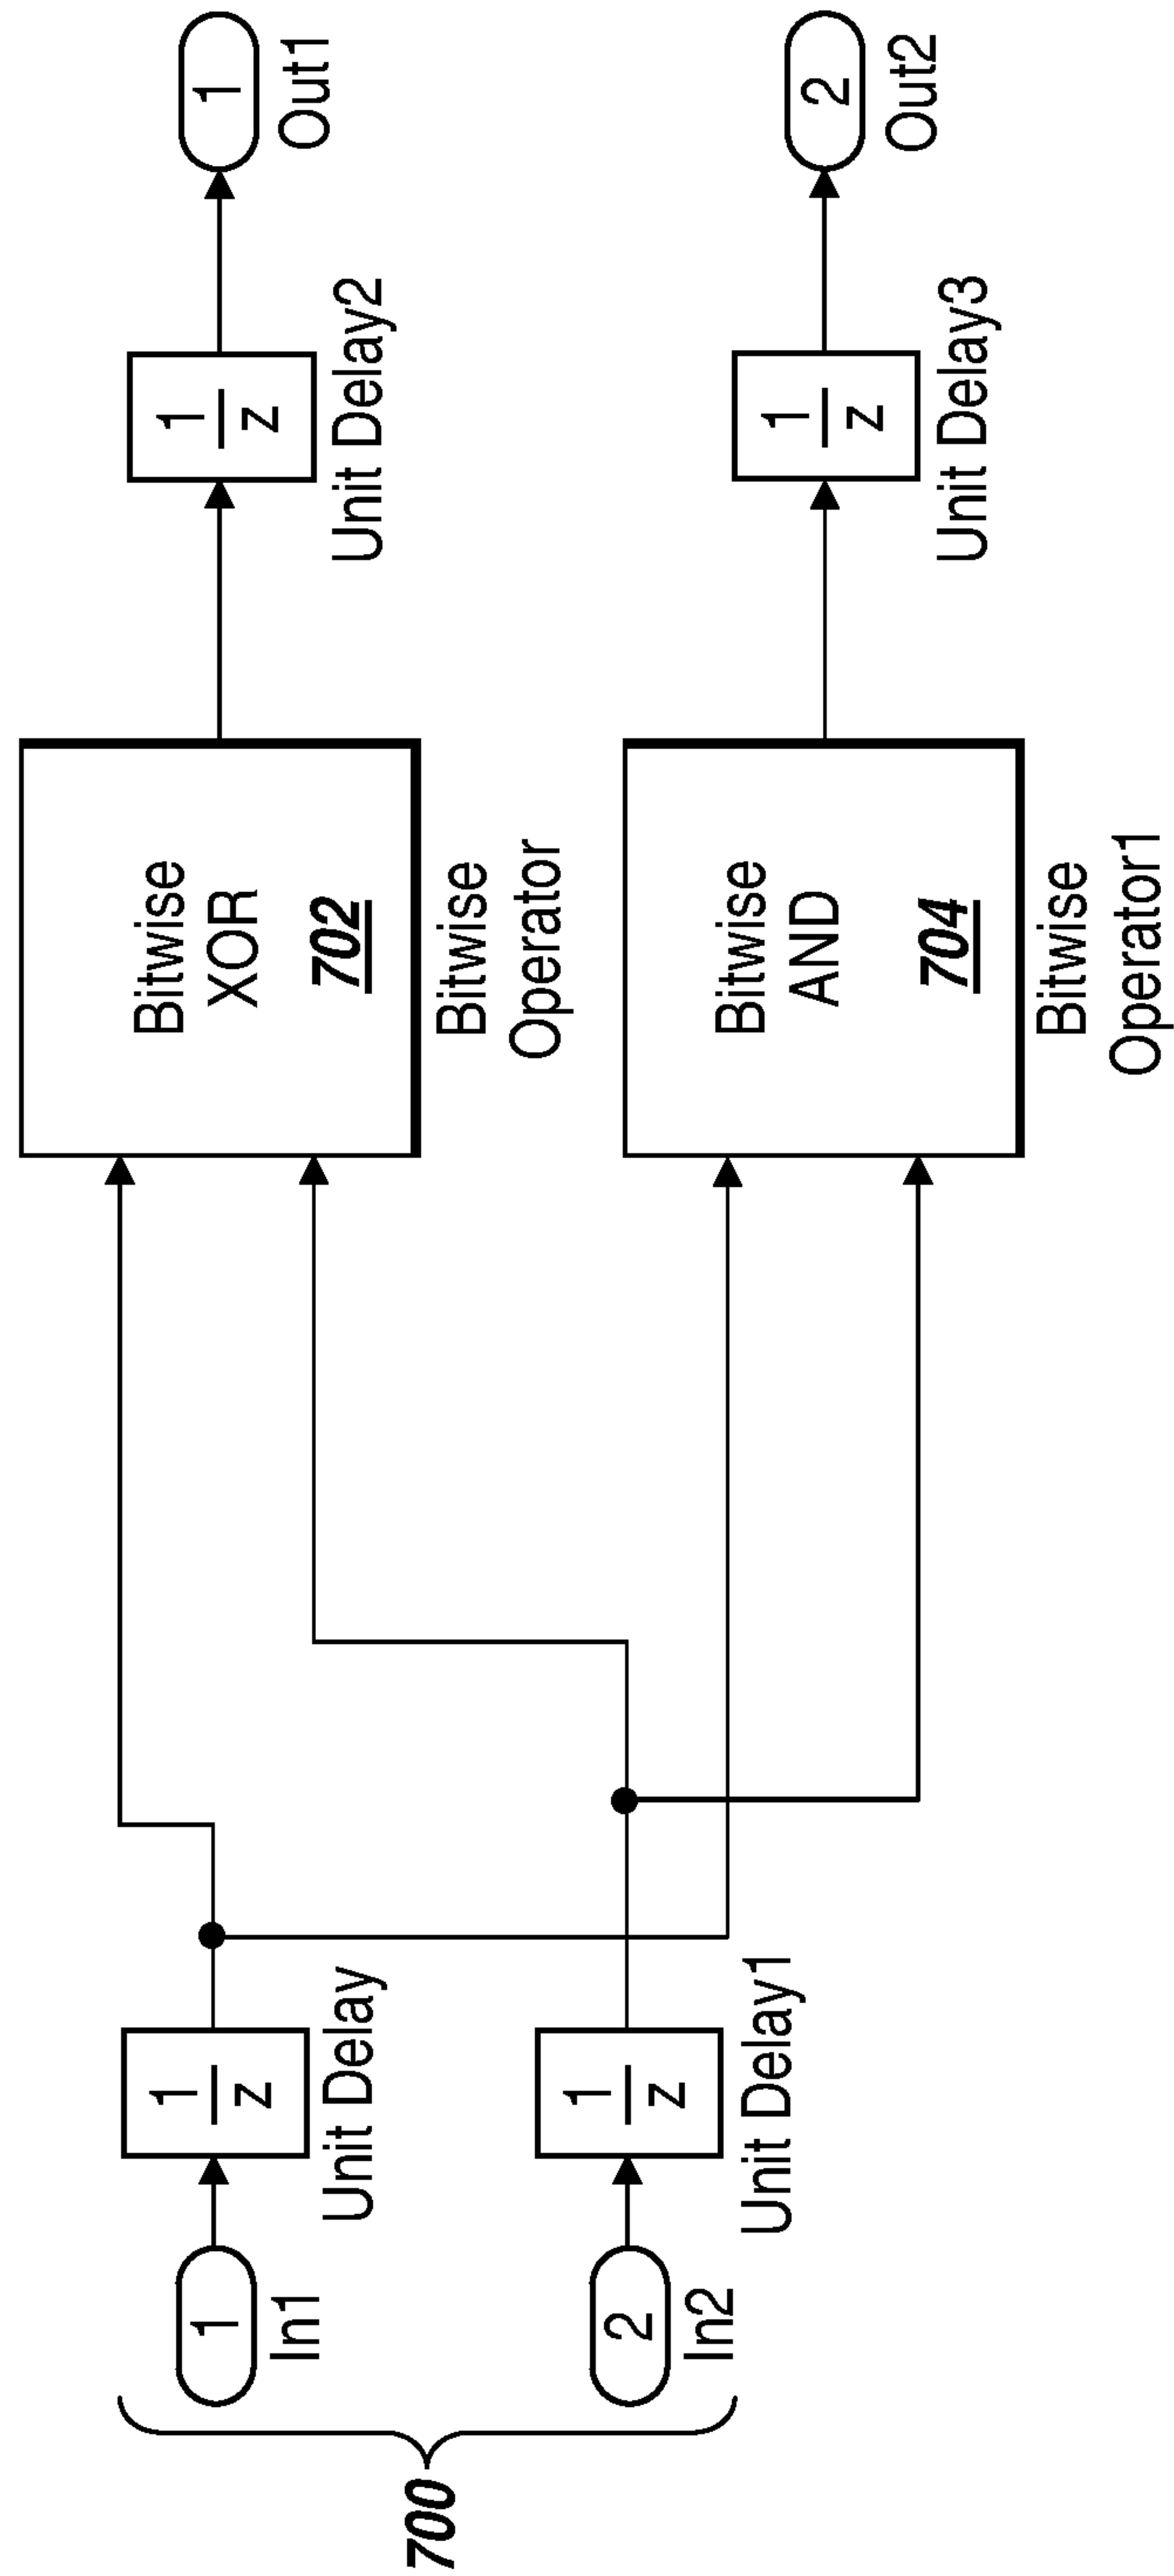 700
1
In1
1
z
Unit Delay
2
In2
1
z
Unit Delay1
Bitwise
XOR
702
Bitwise
Operator
Bitwise
AND
704
Bitwise
Operator1
1
z
Unit Delay2
1
Out1
1
z
Unit Delay3
2
Out2